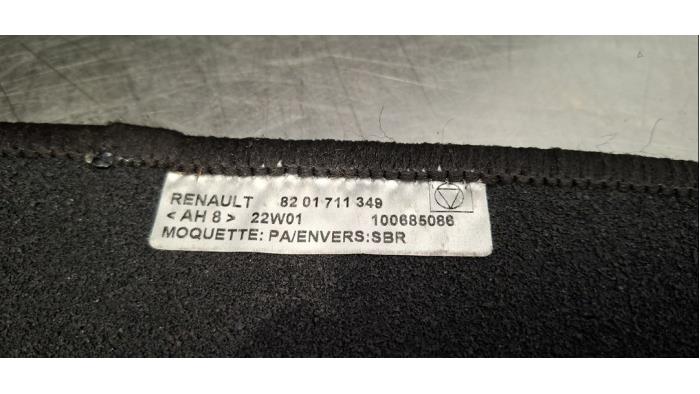 RENAULT 82 01 711 349
< AH 8 > 22W01 100685086
MOQUETTE: PA/ENVERS:SBR